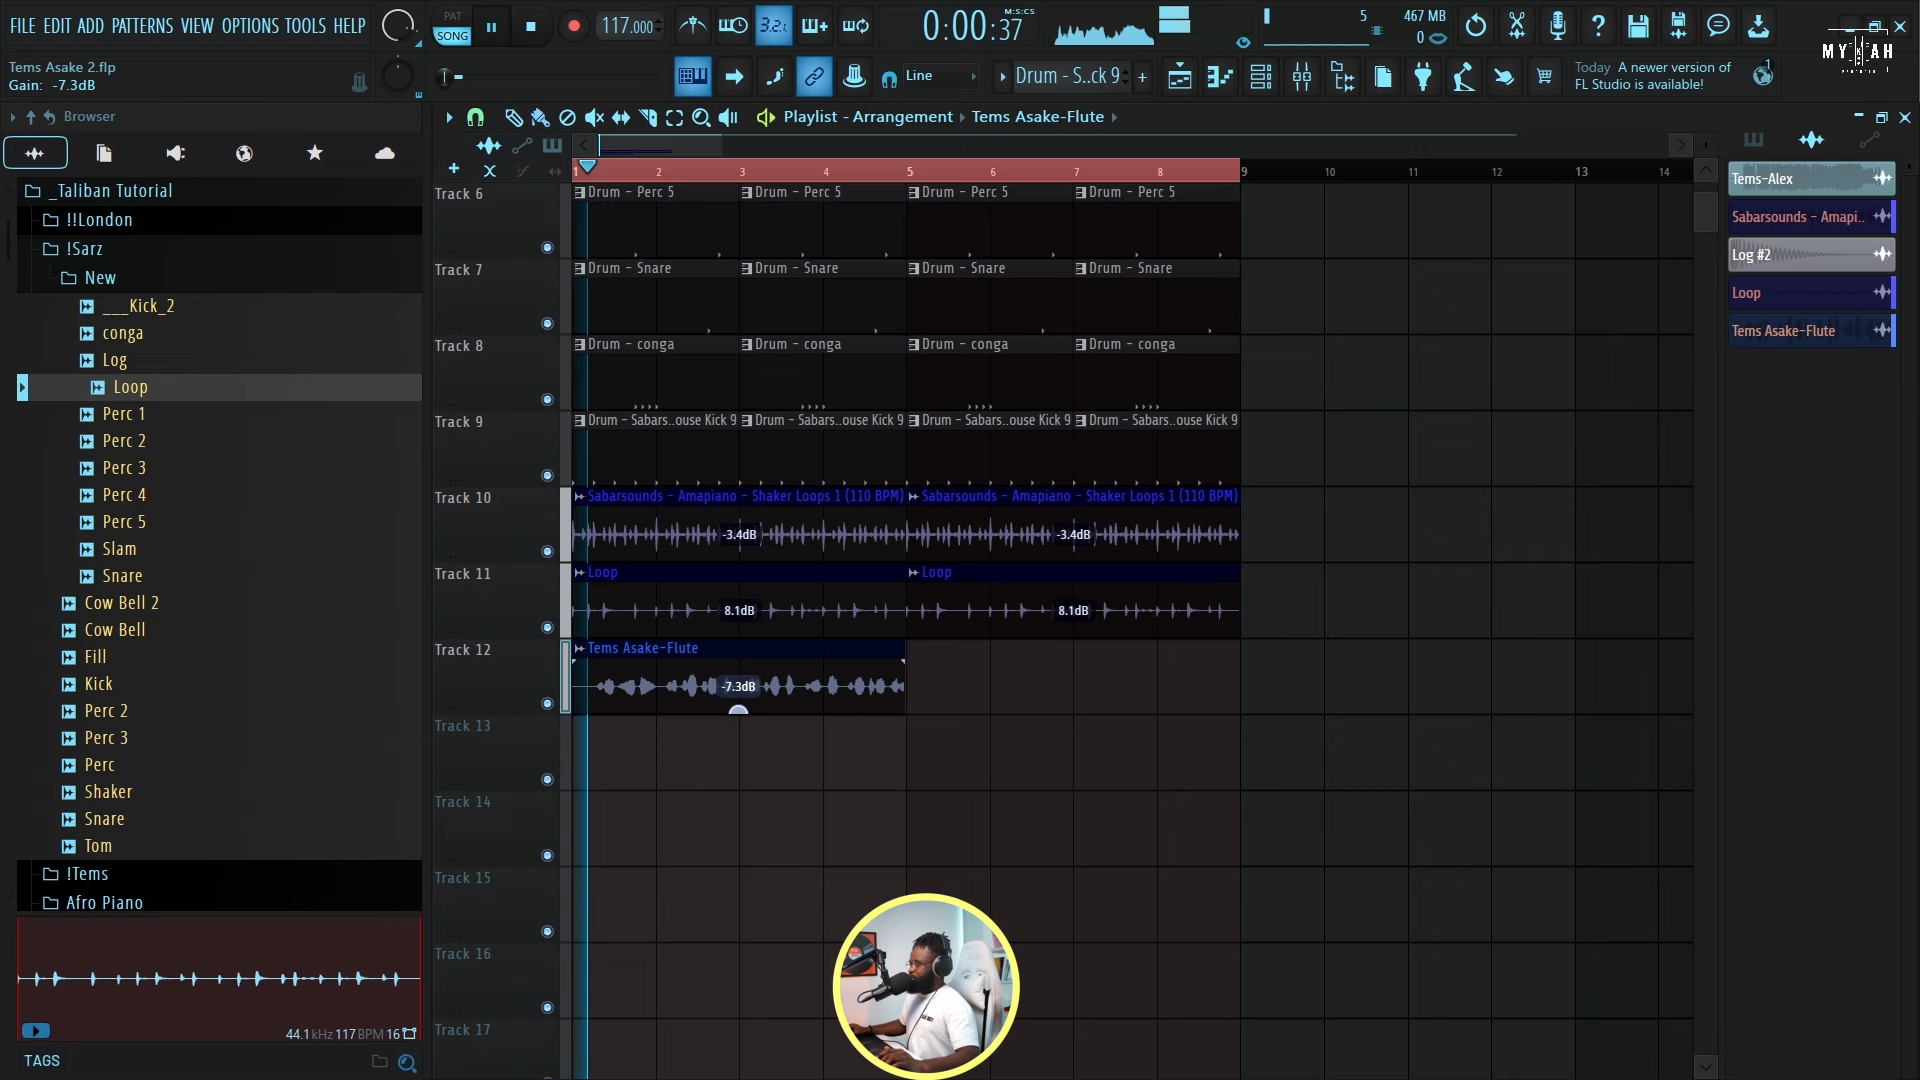 FILE EDIT ADD PATTERNS VIEW OPTIONS TOOLS HELP
PAT
SONG
117.000
3.2.1
0:00:37
M:S:CS
5
467 MB
0
MY AH
Tems Asake 2.flp
Gain: -7.3dB
Line
Drum - S..ck 9
Today A newer version of
FL Studio is available!
1
Browser
Playlist - Arrangement
Tems Asake-Flute
1 2 3 4 5 6 7 8 9 10 11 12 13 14
_Taliban Tutorial
!!London
!Sarz
New
___Kick_2
conga
Log
Loop
Perc 1
Perc 2
Perc 3
Perc 4
Perc 5
Slam
Snare
Cow Bell 2
Cow Bell
Fill
Kick
Perc 2
Perc 3
Perc
Shaker
Snare
Tom
!Tems
Afro Piano
44.1kHz 117 BPM 16
TAGS
Track 6
Drum - Perc 5
Drum - Perc 5
Drum - Perc 5
Drum - Perc 5
Track 7
Drum - Snare
Drum - Snare
Drum - Snare
Drum - Snare
Track 8
Drum - conga
Drum - conga
Drum - conga
Drum - conga
Track 9
Drum - Sabars..ouse Kick 9
Drum - Sabars..ouse Kick 9
Drum - Sabars..ouse Kick 9
Drum - Sabars..ouse Kick 9
Track 10
Sabarsounds - Amapiano - Shaker Loops 1 (110 BPM)
Sabarsounds - Amapiano - Shaker Loops 1 (110 BPM)
-3.4dB
-3.4dB
Track 11
Loop
Loop
8.1dB
8.1dB
Track 12
Tems Asake-Flute
-7.3dB
Track 13
Track 14
Track 15
Track 16
Track 17
Tems-Alex
Sabarsounds - Amapi..
Log #2
Loop
Tems Asake-Flute